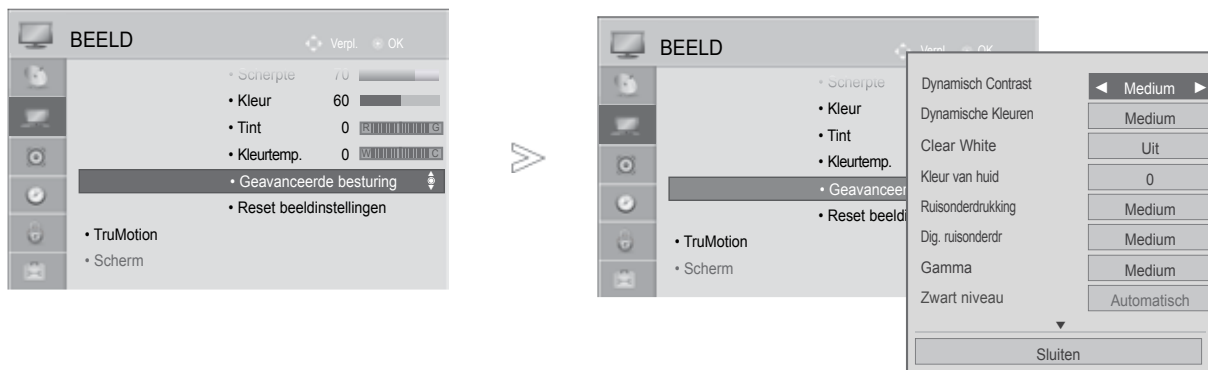 BEELD
Verpl. OK
• Scherpte 70
• Kleur 60
• Tint 0 R G
• Kleurtemp. 0 W C
• Geavanceerde besturing
• Reset beeldinstellingen
• TruMotion
• Scherm
BEELD
Verpl. OK
• Scherpte
• Kleur
• Tint
• Kleurtemp.
• Geavanceer
• Reset beeldi
• TruMotion
• Scherm
Dynamisch Contrast ◄ Medium ►
Dynamische Kleuren Medium
Clear White Uit
Kleur van huid 0
Ruisonderdrukking Medium
Dig. ruisonderdr Medium
Gamma Medium
Zwart niveau Automatisch
▼
Sluiten